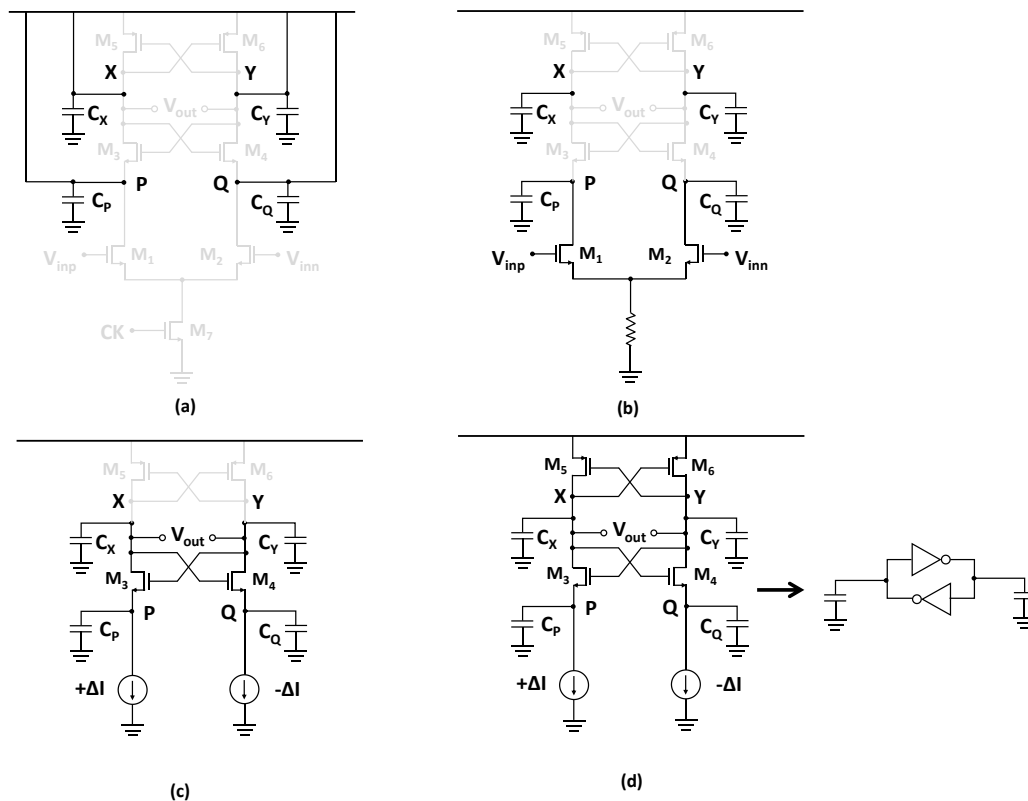 M5 M6
X Y
CX Vout CY
M3 M4
P Q
CP CQ
Vinp M1 M2 Vinn
CK M7
(a)
M5 M6
X Y
CX Vout CY
M3 M4
P Q
CP CQ
Vinp M1 M2 Vinn
(b)
M5 M6
X Y
CX Vout CY
M3 M4
P Q
CP CQ
+ΔI -ΔI
(c)
M5 M6
X Y
CX Vout CY
M3 M4
P Q
CP CQ
+ΔI -ΔI
(d)